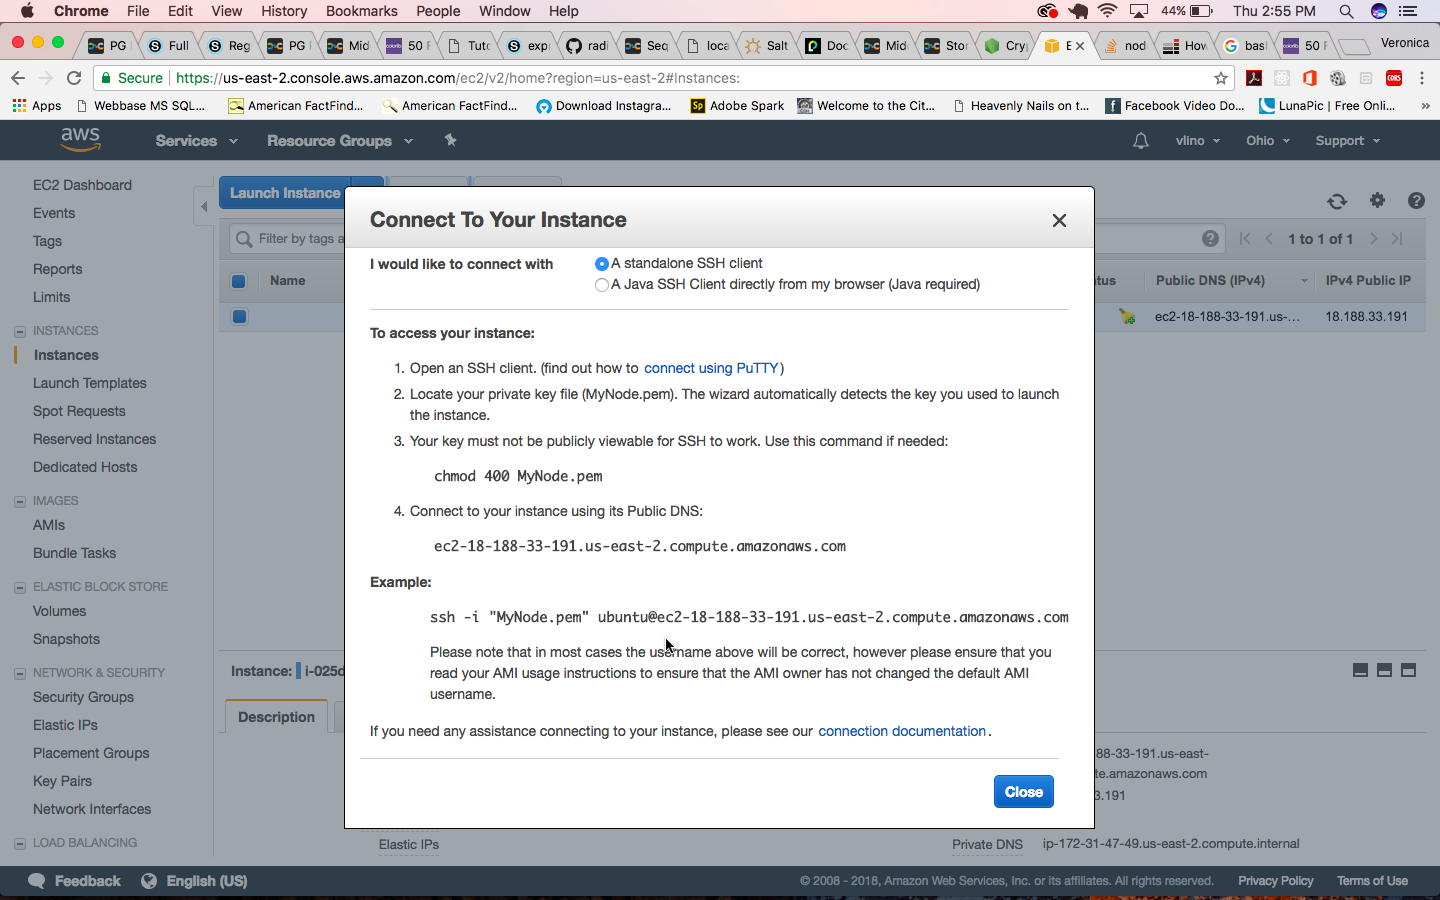 Chrome File Edit View History Bookmarks People Window Help 44% Thu 2:55 PM
PG Full Reg PG Mid 50 F Tuto exp radi Seq loca Salt Doc Mid Stor Cry E nod How bas 50 F Veronica
Secure https://us-east-2.console.aws.amazon.com/ec2/v2/home?region=us-east-2#Instances:
Apps Webbase MS SQL... American FactFind... American FactFind... Download Instagra... Sp Adobe Spark Welcome to the Cit... Heavenly Nails on t... Facebook Video Do... LunaPic | Free Onli... »
aws Services Resource Groups vlino Ohio Support
EC2 Dashboard
Events
Tags
Reports
Limits
INSTANCES
Instances
Launch Templates
Spot Requests
Reserved Instances
Dedicated Hosts
IMAGES
AMIs
Bundle Tasks
ELASTIC BLOCK STORE
Volumes
Snapshots
NETWORK & SECURITY
Security Groups
Elastic IPs
Placement Groups
Key Pairs
Network Interfaces
LOAD BALANCING
Launch Instance
Filter by tags a
1 to 1 of 1
Name tus Public DNS (IPv4) IPv4 Public IP
ec2-18-188-33-191.us-... 18.188.33.191
Connect To Your Instance
I would like to connect with A standalone SSH client
A Java SSH Client directly from my browser (Java required)
To access your instance:
1. Open an SSH client. (find out how to connect using PuTTY)
2. Locate your private key file (MyNode.pem). The wizard automatically detects the key you used to launch
the instance.
3. Your key must not be publicly viewable for SSH to work. Use this command if needed:
chmod 400 MyNode.pem
4. Connect to your instance using its Public DNS:
ec2-18-188-33-191.us-east-2.compute.amazonaws.com
Example:
ssh -i "MyNode.pem" ubuntu@ec2-18-188-33-191.us-east-2.compute.amazonaws.com
Please note that in most cases the username above will be correct, however please ensure that you
read your AMI usage instructions to ensure that the AMI owner has not changed the default AMI
username.
If you need any assistance connecting to your instance, please see our connection documentation.
Close
Instance: i-025d
Description
88-33-191.us-east-
te.amazonaws.com
3.191
Elastic IPs Private DNS ip-172-31-47-49.us-east-2.compute.internal
Feedback English (US) © 2008 - 2018, Amazon Web Services, Inc. or its affiliates. All rights reserved. Privacy Policy Terms of Use